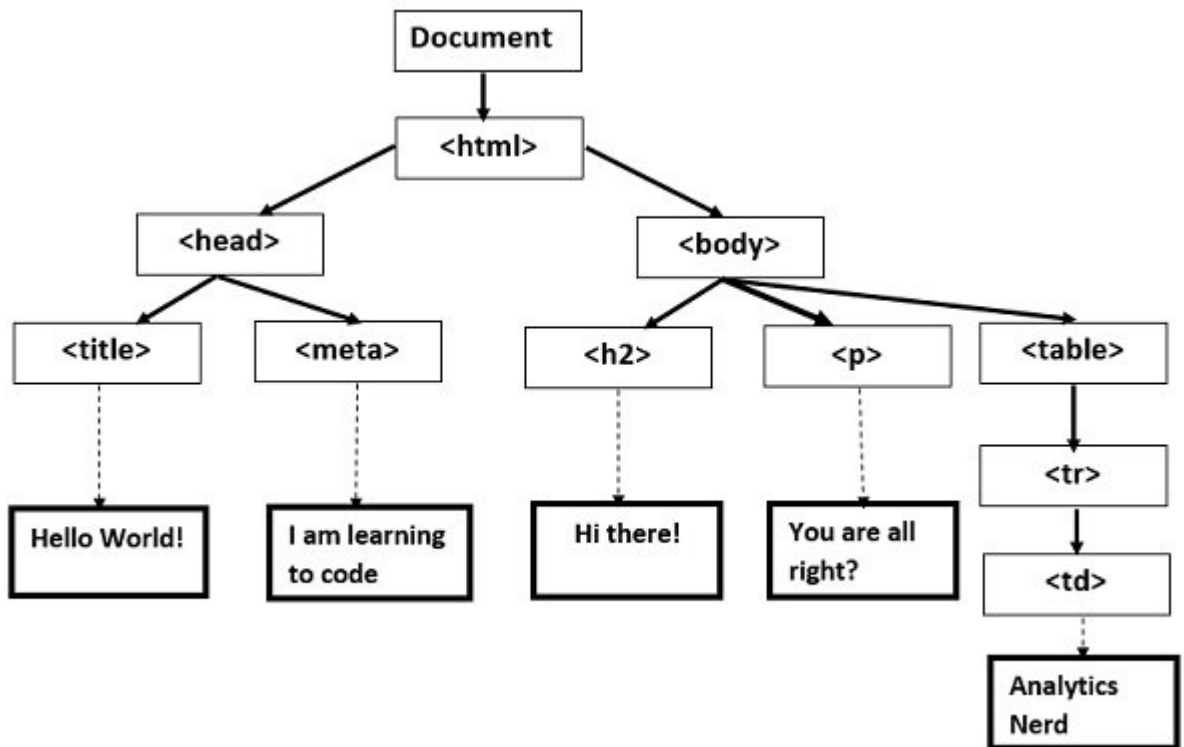 Document
<html>
<head>
<body>
<title>
<meta>
<h2>
<p>
<table>
<tr>
Hello World!
I am learning
to code
Hi there!
You are all
right?
<td>
Analytics
Nerd